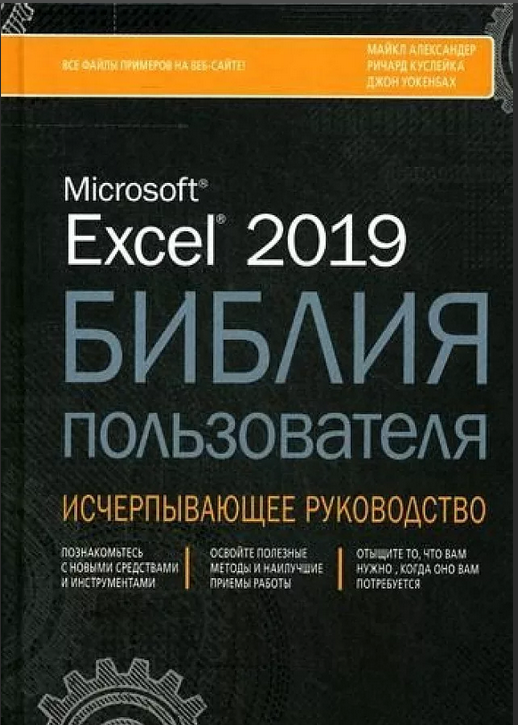 ВСЕ ФАЙЛЫ ПРИМЕРОВ НА ВЕБ-САЙТЕ!
МАЙКЛ АЛЕКСАНДЕР
РИЧАРД КУСЛЕЙКА
ДЖОН УОКЕНБАХ
Microsoft®
Excel® 2019
БИБЛИЯ
пользователя
ИСЧЕРПЫВАЮЩЕЕ РУКОВОДСТВО
ПОЗНАКОМЬТЕСЬ
С НОВЫМИ СРЕДСТВАМИ
И ИНСТРУМЕНТАМИ
ОСВОЙТЕ ПОЛЕЗНЫЕ
МЕТОДЫ И НАИЛУЧШИЕ
ПРИЕМЫ РАБОТЫ
ОТЫЩИТЕ ТО, ЧТО ВАМ
НУЖНО , КОГДА ОНО ВАМ
ПОТРЕБУЕТСЯ